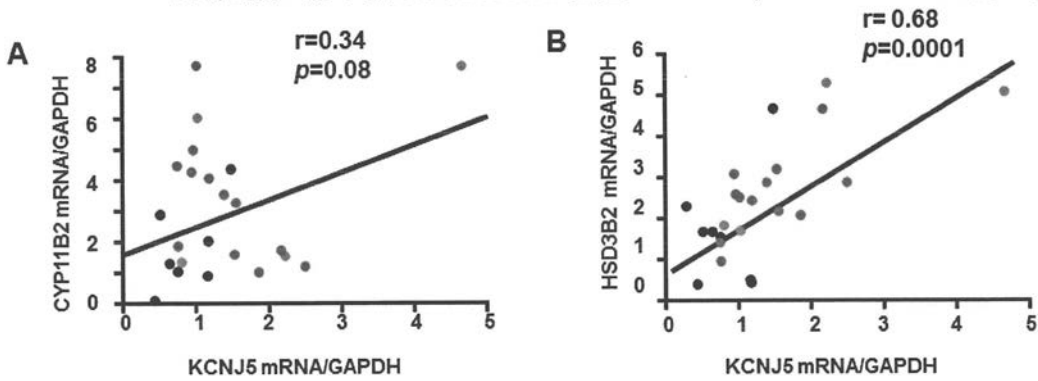 A
r=0.34
p=0.08
CYP11B2 mRNA/GAPDH
8
6
4
2
0
0 1 2 3 4 5
KCNJ5 mRNA/GAPDH
B
r= 0.68
p=0.0001
HSD3B2 mRNA/GAPDH
6
5
4
3
2
1
0
0 1 2 3 4 5
KCNJ5 mRNA/GAPDH